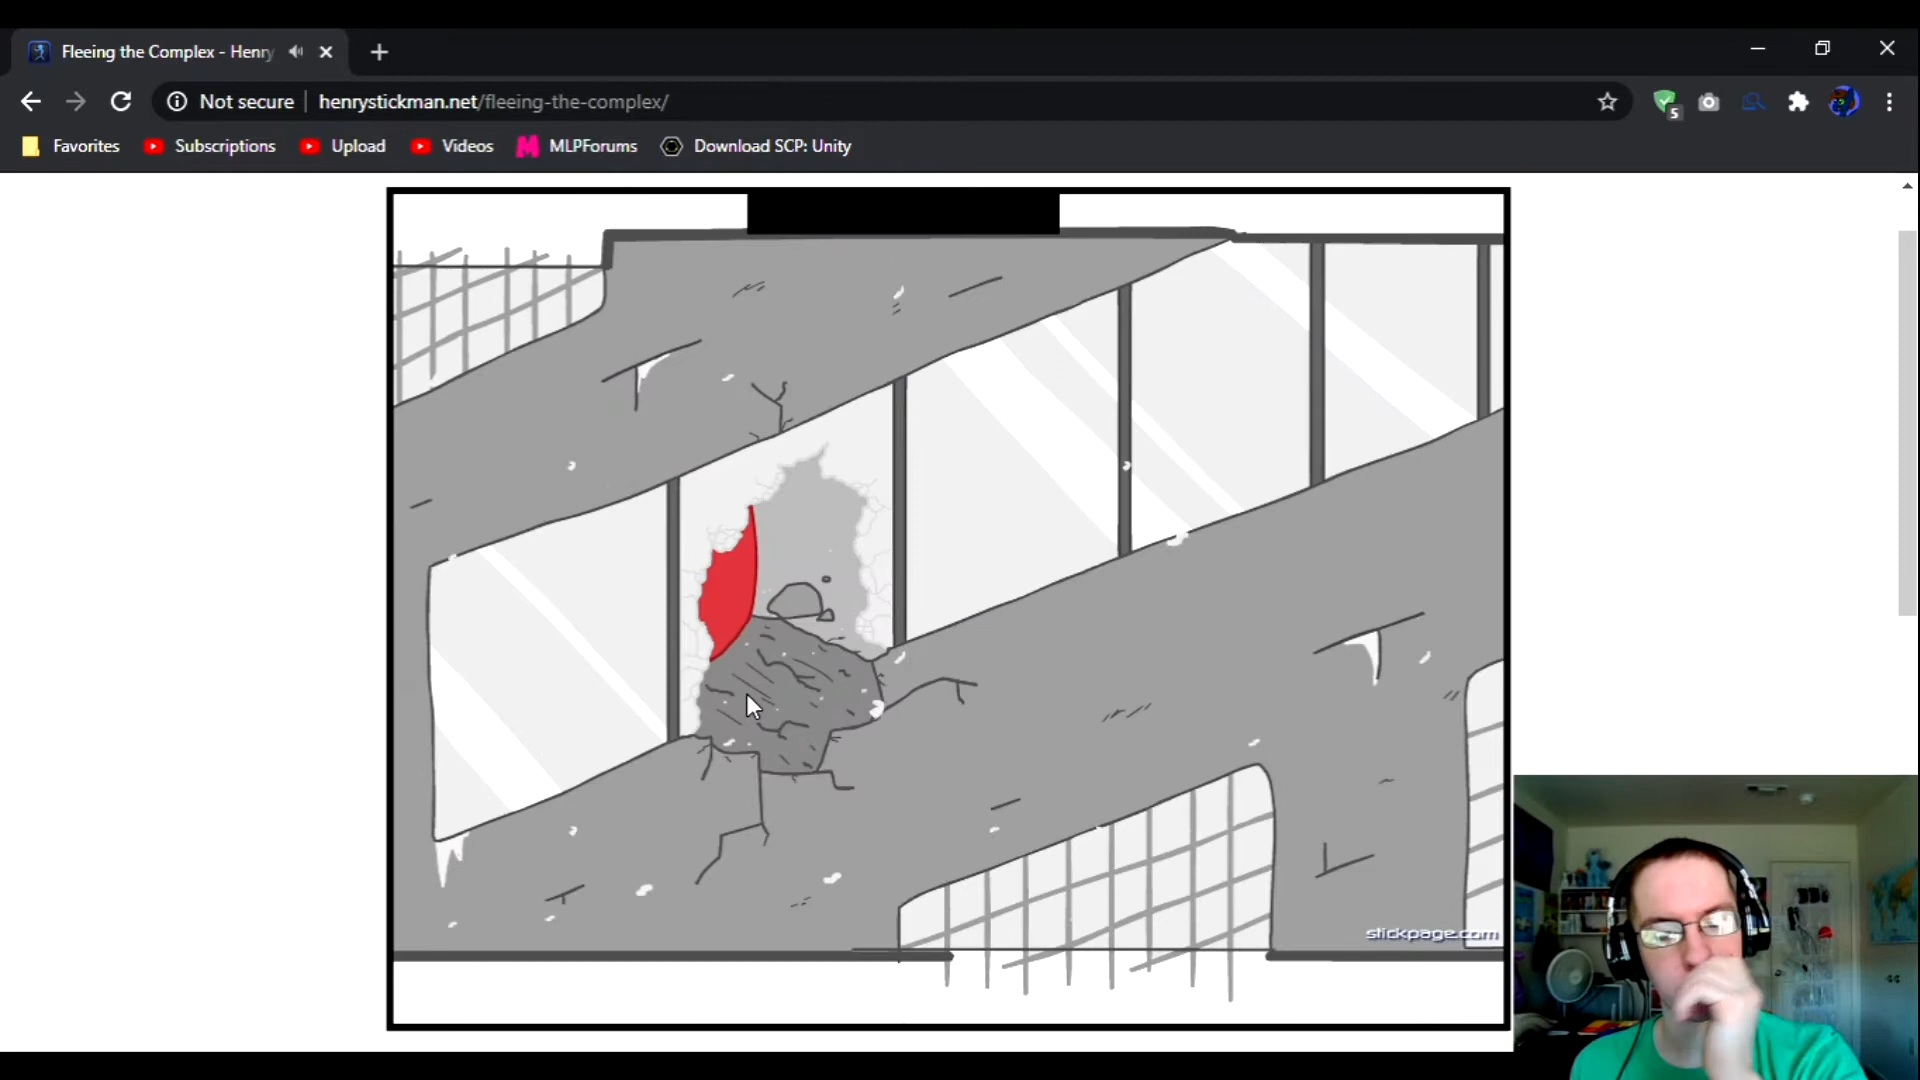 Fleeing the Complex - Henry
Not secure henrystickman.net/fleeing-the-complex/
5
Favorites Subscriptions Upload Videos MLPForums Download SCP: Unity
stickpage.com